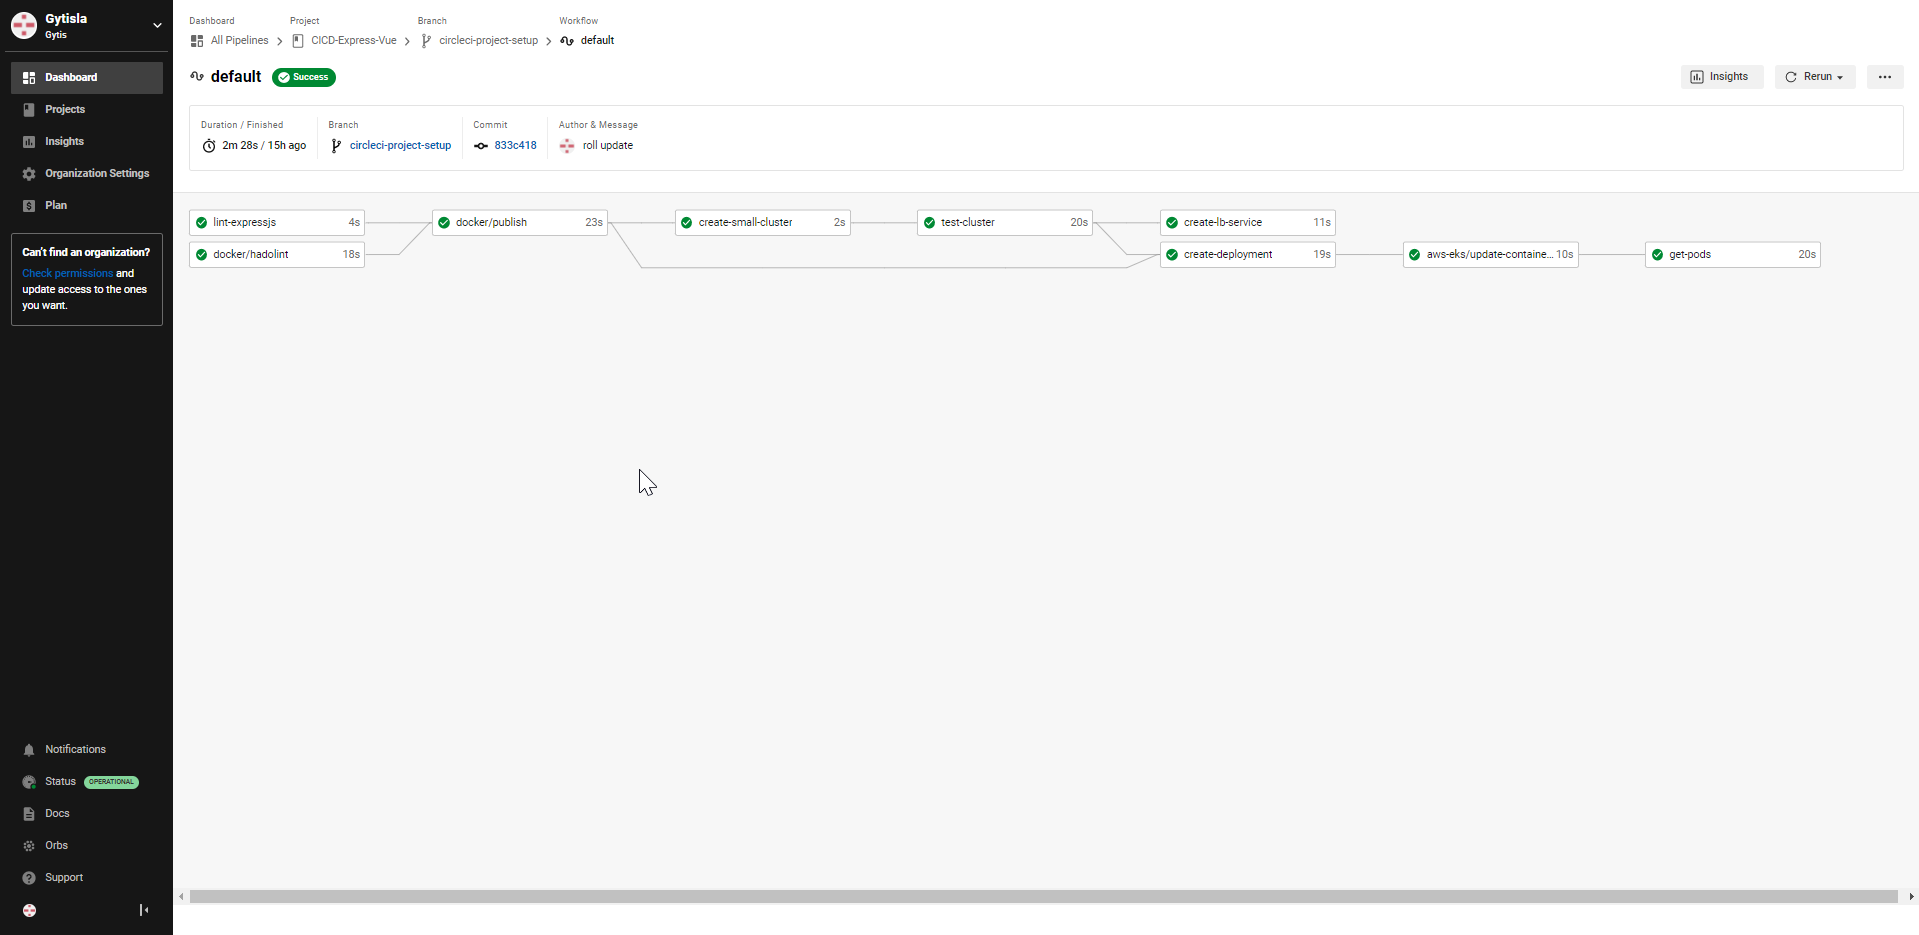 Gytisla
Gytis
Dashboard
Projects
Insights
Organization Settings
Plan
Can't find an organization?
Check permissions and
update access to the ones
you want.
Notifications
Status OPERATIONAL
Docs
Orbs
Support
Dashboard Project Branch Workflow
All Pipelines CICD-Express-Vue circleci-project-setup default
default Success
Insights Rerun
Duration / Finished Branch Commit Author & Message
2m 28s / 15h ago circleci-project-setup 833c418 roll update
lint-expressjs 4s docker/publish 23s create-small-cluster 2s test-cluster 20s create-lb-service 11s
docker/hadolint 18s create-deployment 19s aws-eks/update-containe... 10s get-pods 20s